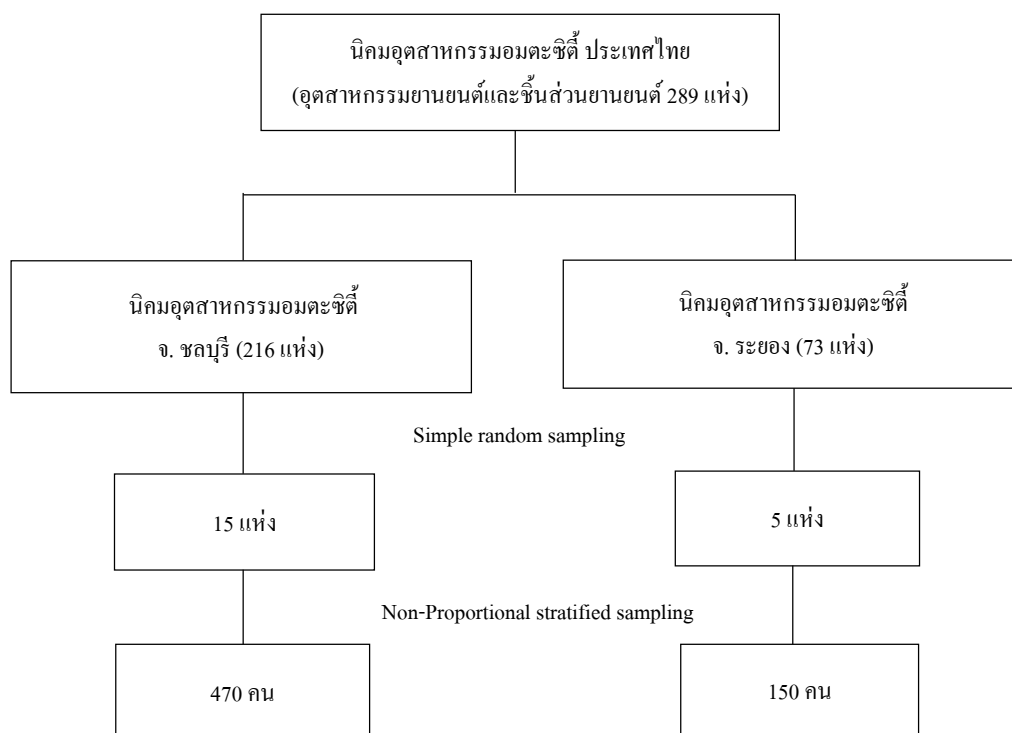 นิคมอุตสาหกรรมอมตะซิตี้ ประเทศไทย
(อุตสาหกรรมยานยนต์และชิ้นส่วนยานยนต์ 289 แห่ง)
นิคมอุตสาหกรรมอมตะซิตี้
จ. ชลบุรี (216 แห่ง)
นิคมอุตสาหกรรมอมตะซิตี้
จ. ระยอง (73 แห่ง)
Simple random sampling
15 แห่ง
5 แห่ง
Non-Proportional stratified sampling
470 คน
150 คน